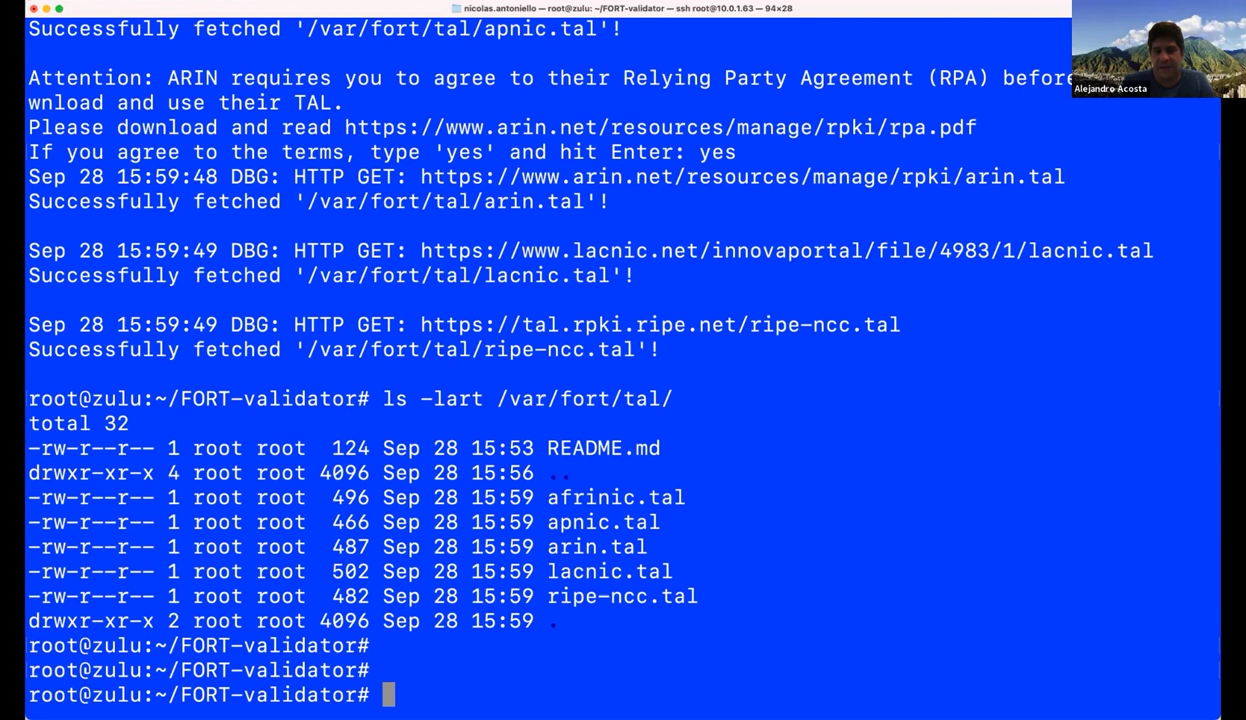 nicolas.antoniello — root@zulu: ~/FORT-validator — ssh root@10.0.1.63 — 94×28
Successfully fetched '/var/fort/tal/apnic.tal'!
Attention: ARIN requires you to agree to their Relying Party Agreement (RPA) before
Alejandro Acosta
wnload and use their TAL.
Please download and read https://www.arin.net/resources/manage/rpki/rpa.pdf
If you agree to the terms, type 'yes' and hit Enter: yes
Sep 28 15:59:48 DBG: HTTP GET: https://www.arin.net/resources/manage/rpki/arin.tal
Successfully fetched '/var/fort/tal/arin.tal'!
Sep 28 15:59:49 DBG: HTTP GET: https://www.lacnic.net/innovaportal/file/4983/1/lacnic.tal
Successfully fetched '/var/fort/tal/lacnic.tal'!
Sep 28 15:59:49 DBG: HTTP GET: https://tal.rpki.ripe.net/ripe-ncc.tal
Successfully fetched '/var/fort/tal/ripe-ncc.tal'!
root@zulu:~/FORT-validator# ls -lart /var/fort/tal/
total 32
-rw-r--r-- 1 root root  124 Sep 28 15:53 README.md
drwxr-xr-x 4 root root 4096 Sep 28 15:56 ..
-rw-r--r-- 1 root root  496 Sep 28 15:59 afrinic.tal
-rw-r--r-- 1 root root  466 Sep 28 15:59 apnic.tal
-rw-r--r-- 1 root root  487 Sep 28 15:59 arin.tal
-rw-r--r-- 1 root root  502 Sep 28 15:59 lacnic.tal
-rw-r--r-- 1 root root  482 Sep 28 15:59 ripe-ncc.tal
drwxr-xr-x 2 root root 4096 Sep 28 15:59 .
root@zulu:~/FORT-validator#
root@zulu:~/FORT-validator#
root@zulu:~/FORT-validator#